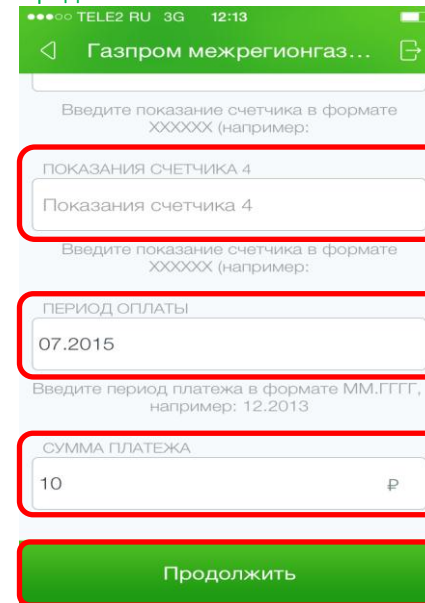 TELE2 RU 3G 12:13
Газпром межрегионгаз...
Введите показание счетчика в формате
XXXXXX (например:
ПОКАЗАНИЯ СЧЕТЧИКА 4
Показания счетчика 4
Введите показание счетчика в формате
XXXXXX (например:
ПЕРИОД ОПЛАТЫ
07.2015
Введите период платежа в формате ММ.ГГГГ,
например: 12.2013
СУММА ПЛАТЕЖА
10 ₽
Продолжить